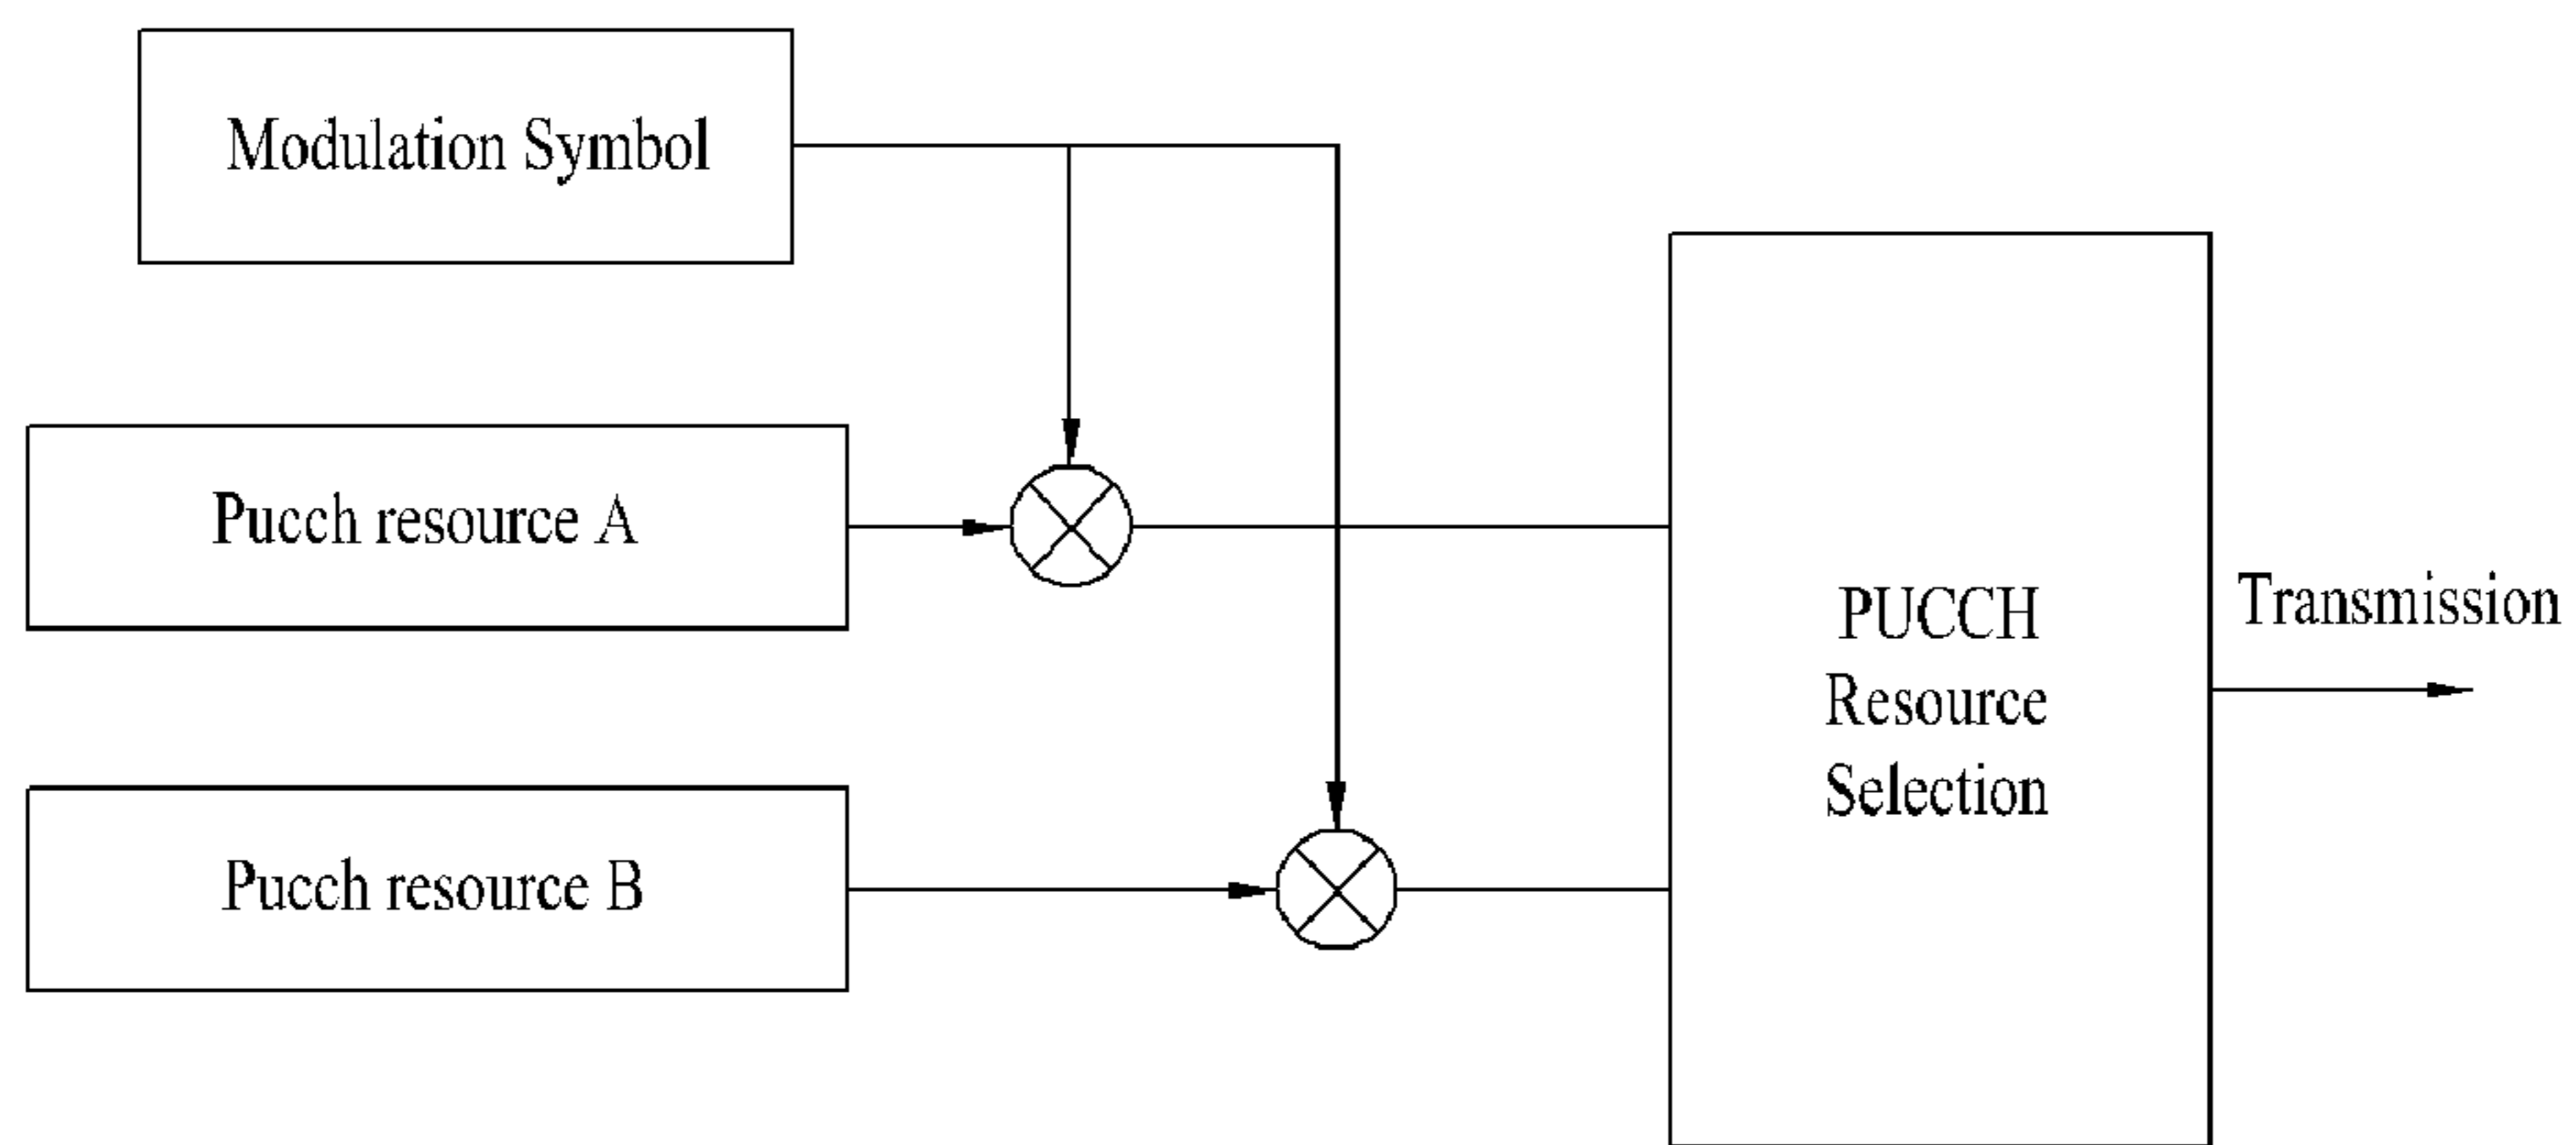 Modulation Symbol
Pucch resource A
Pucch resource B
PUCCH
Resource
Selection
Transmission